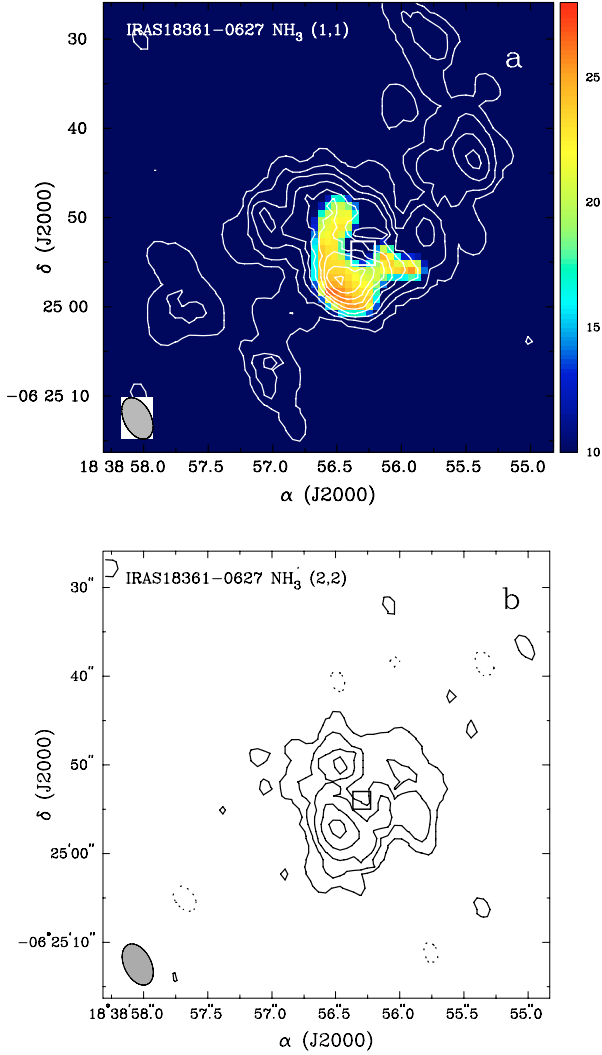 IRAS18361−0627 NH3 (1,1)
a
30
40
50
25 00
−06 25 10
δ (J2000)
18 38 58.0 57.5 57.0 56.5 56.0 55.5 55.0
α (J2000)
25
20
15
10
IRAS18361−0627 NH3 (2,2)
b
30"
40"
50"
25'00"
−06°25'10"
δ (J2000)
18h38m58s.0 57s.5 57s.0 56s.5 56s.0 55s.5 55s.0
α (J2000)